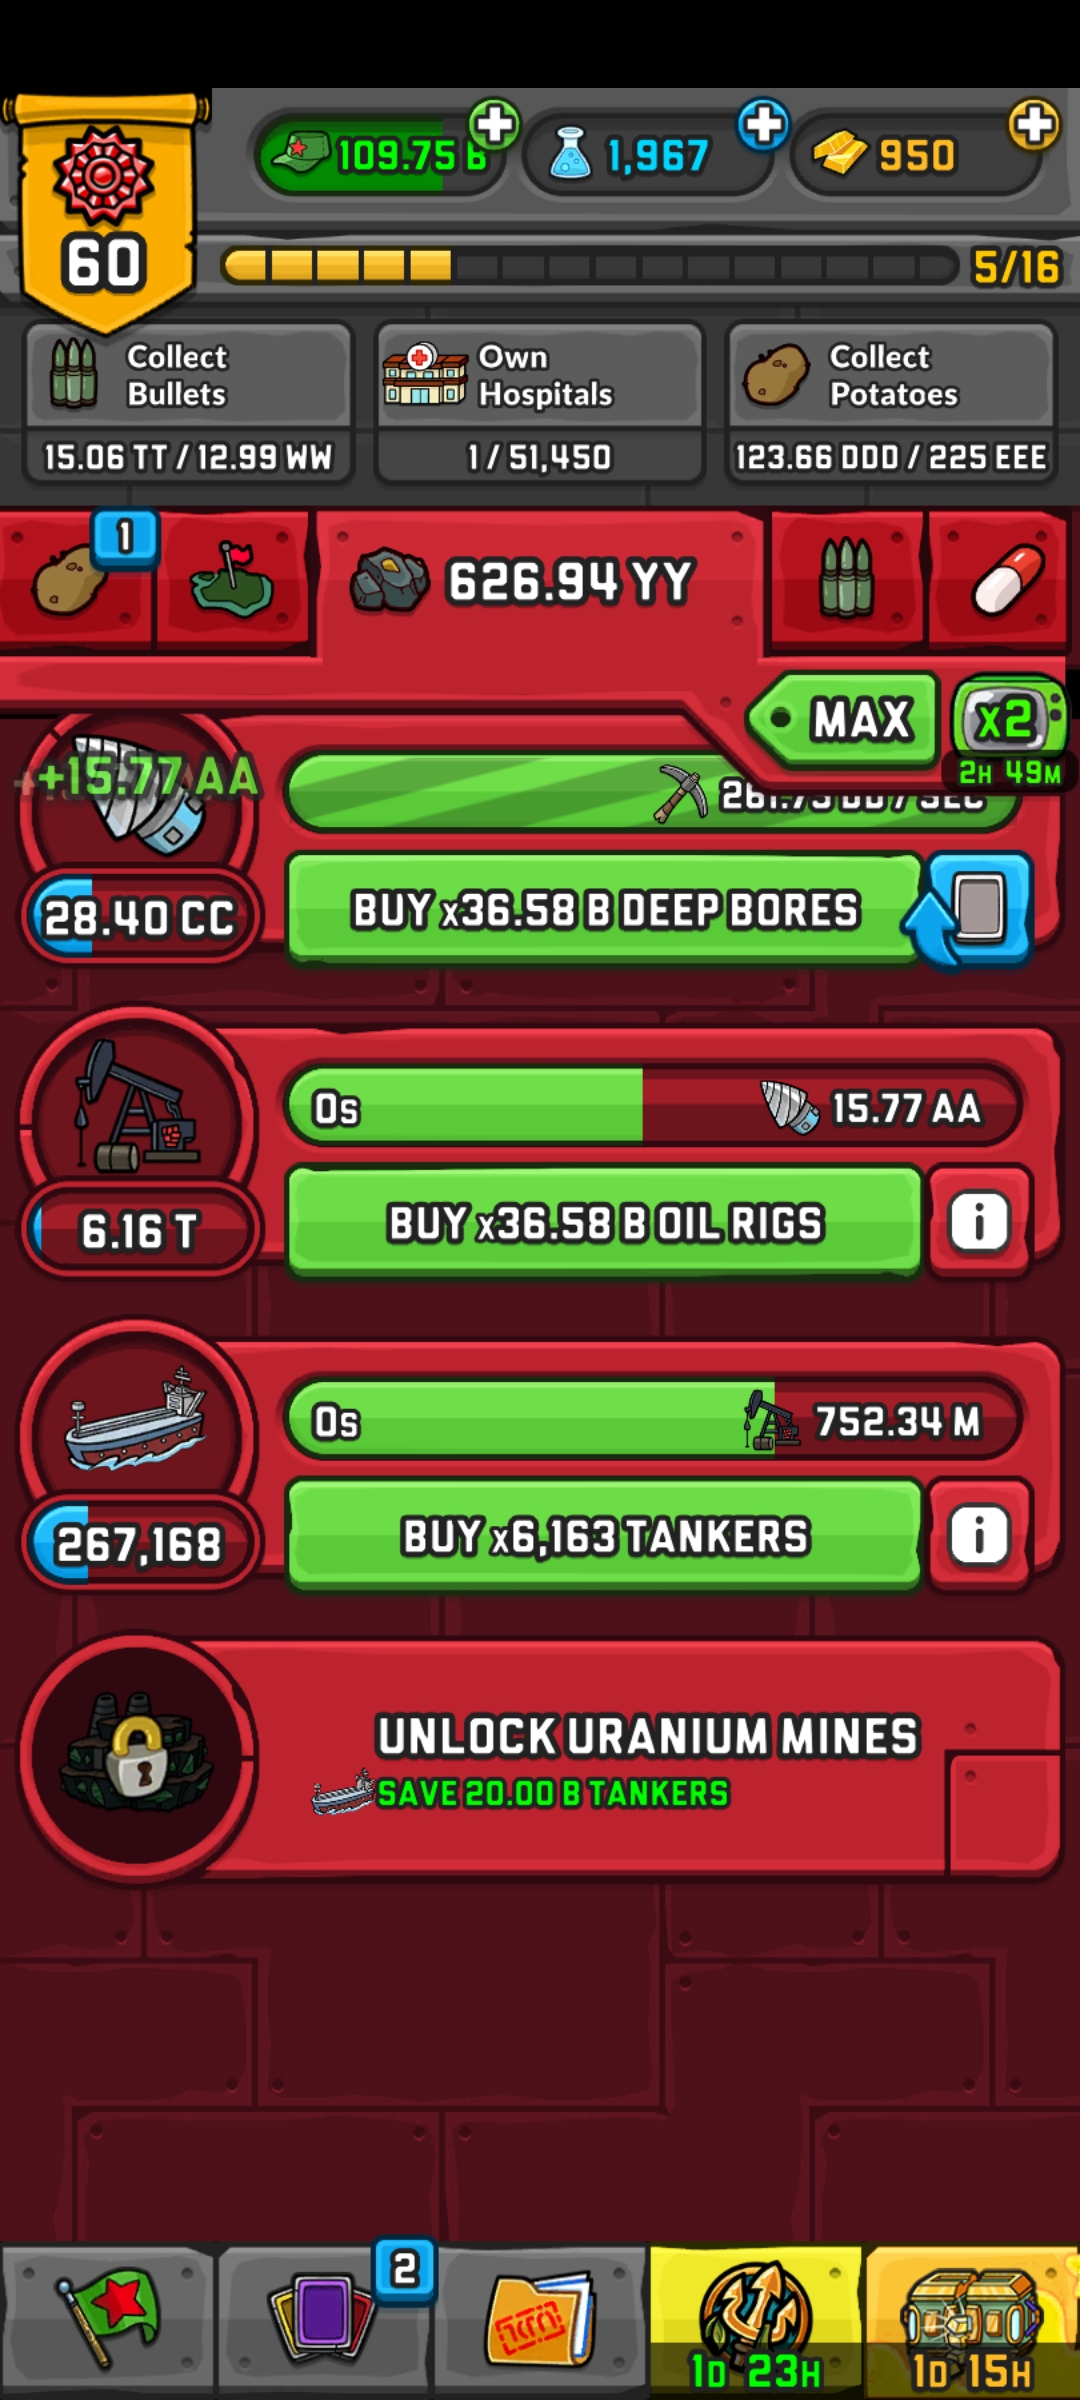 109.75 B
1,967
950
60
5/16
Collect
Bullets
15.06 TT / 12.99 WW
Own
Hospitals
1 / 51,450
Collect
Potatoes
123.66 DDD / 225 EEE
1
626.94 YY
MAX
x2
2H 49M
+15.77 AA
28.40 CC
BUY x36.58 B DEEP BORES
0s
15.77 AA
6.16 T
BUY x36.58 B OIL RIGS
i
0s
752.34 M
267,168
BUY x6,163 TANKERS
i
UNLOCK URANIUM MINES
SAVE 20.00 B TANKERS
2
1D 23H
1D 15H